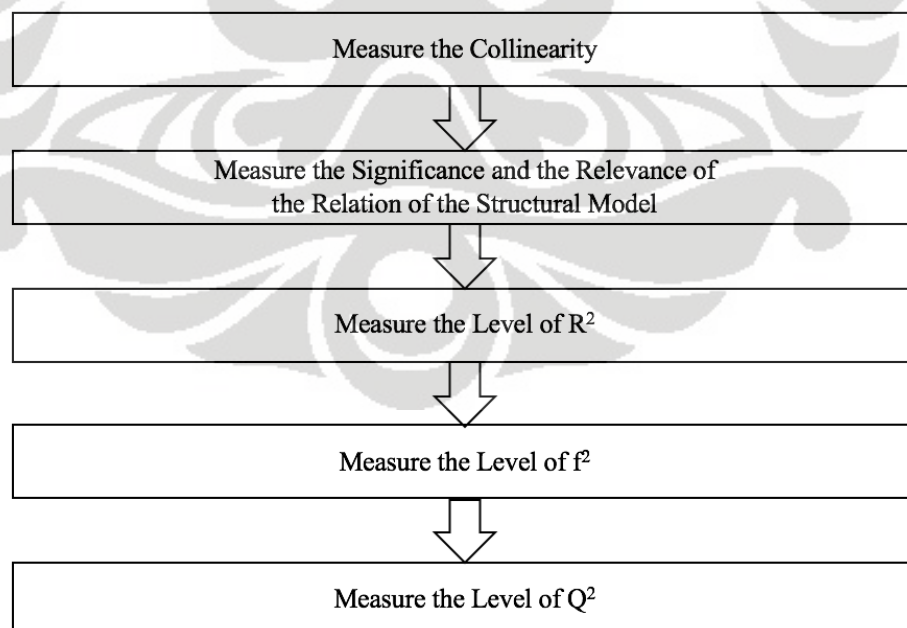 Measure the Collinearity
Measure the Significance and the Relevance of
the Relation of the Structural Model
Measure the Level of R²
Measure the Level of f²
Measure the Level of Q²